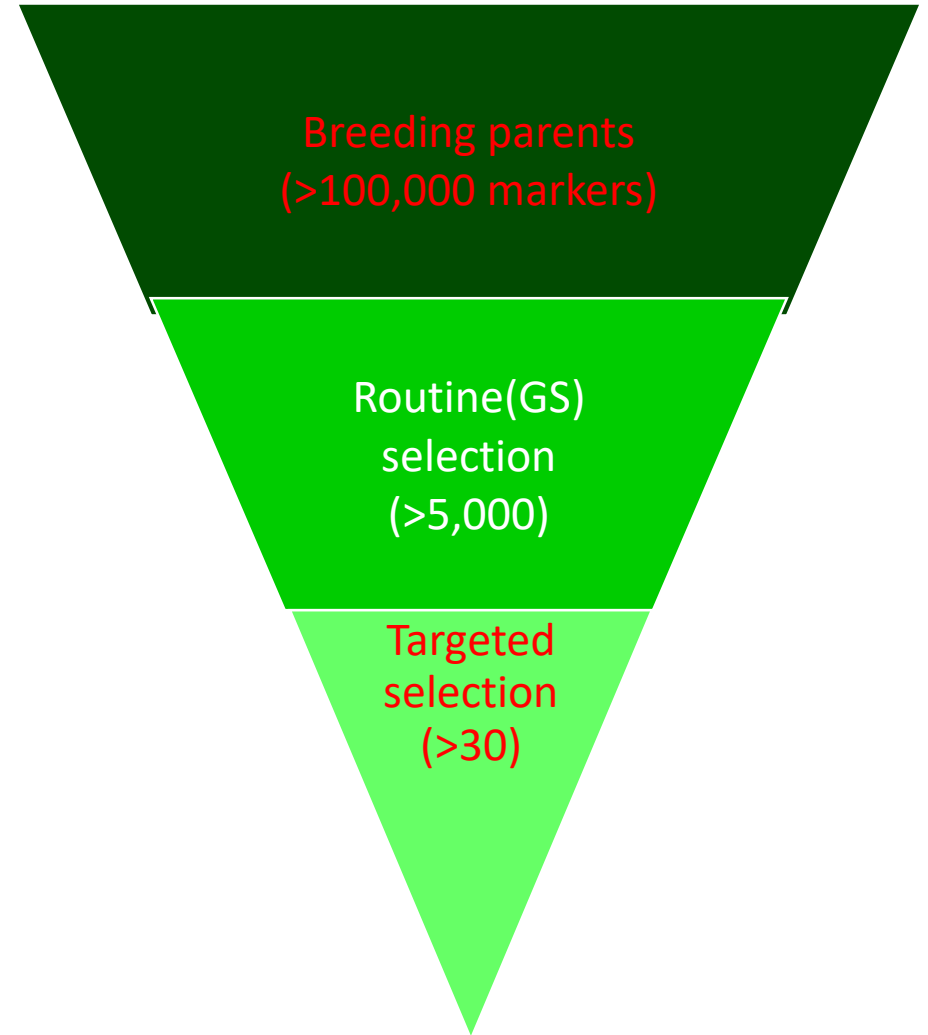 Breeding parents
(>100,000 markers)
Routine(GS)
selection
(>5,000)
Targeted
selection
(>30)